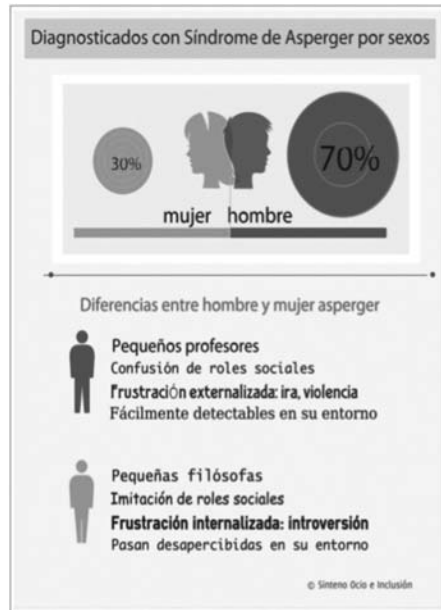 Diagnosticados con Síndrome de Asperger por sexos
30%
70%
mujer hombre
Diferencias entre hombre y mujer asperger
Pequeños profesores
Confusión de roles sociales
Frustración externalizada: ira, violencia
Fácilmente detectables en su entorno
Pequeñas filósofas
Imitación de roles sociales
Frustración internalizada: introversión
Pasan desapercibidas en su entorno
© Sinteno Ocio e Inclusión